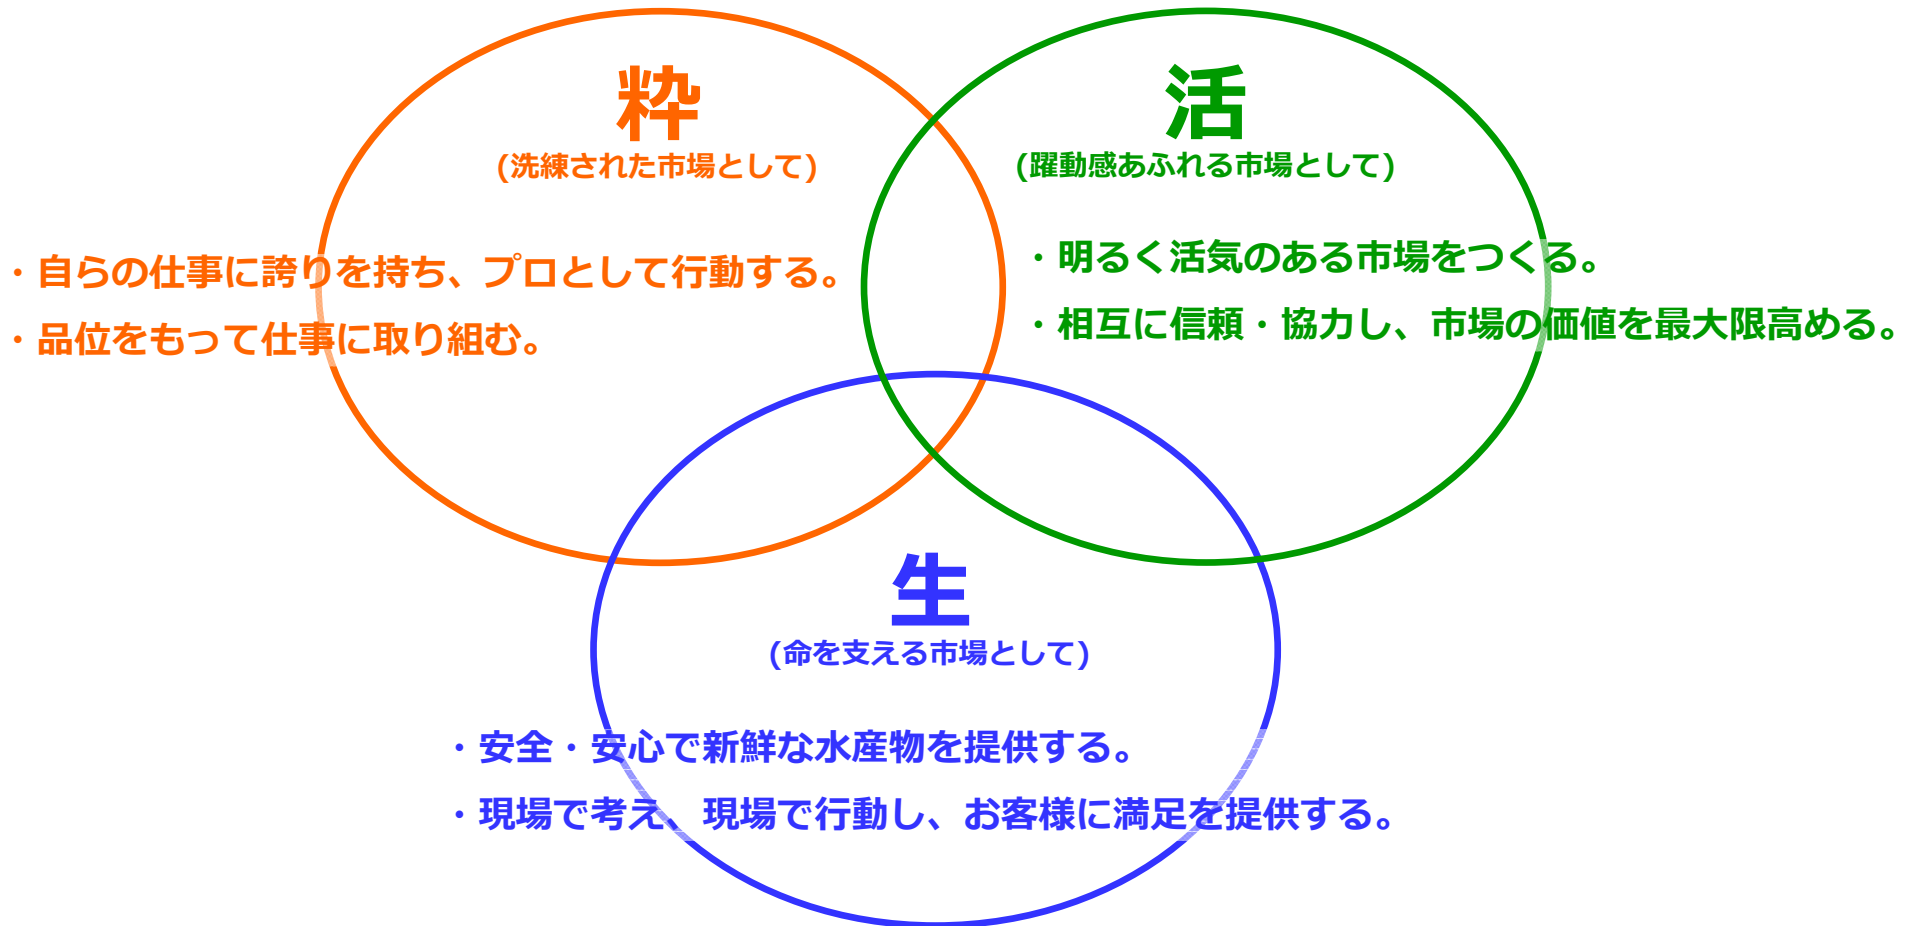 粋
(洗練された市場として)
・自らの仕事に誇りを持ち、プロとして行動する。
・品位をもって仕事に取り組む。
活
(躍動感あふれる市場として)
・明るく活気のある市場をつくる。
・相互に信頼・協力し、市場の価値を最大限高める。
生
(命を支える市場として)
・安全・安心で新鮮な水産物を提供する。
・現場で考え、現場で行動し、お客様に満足を提供する。